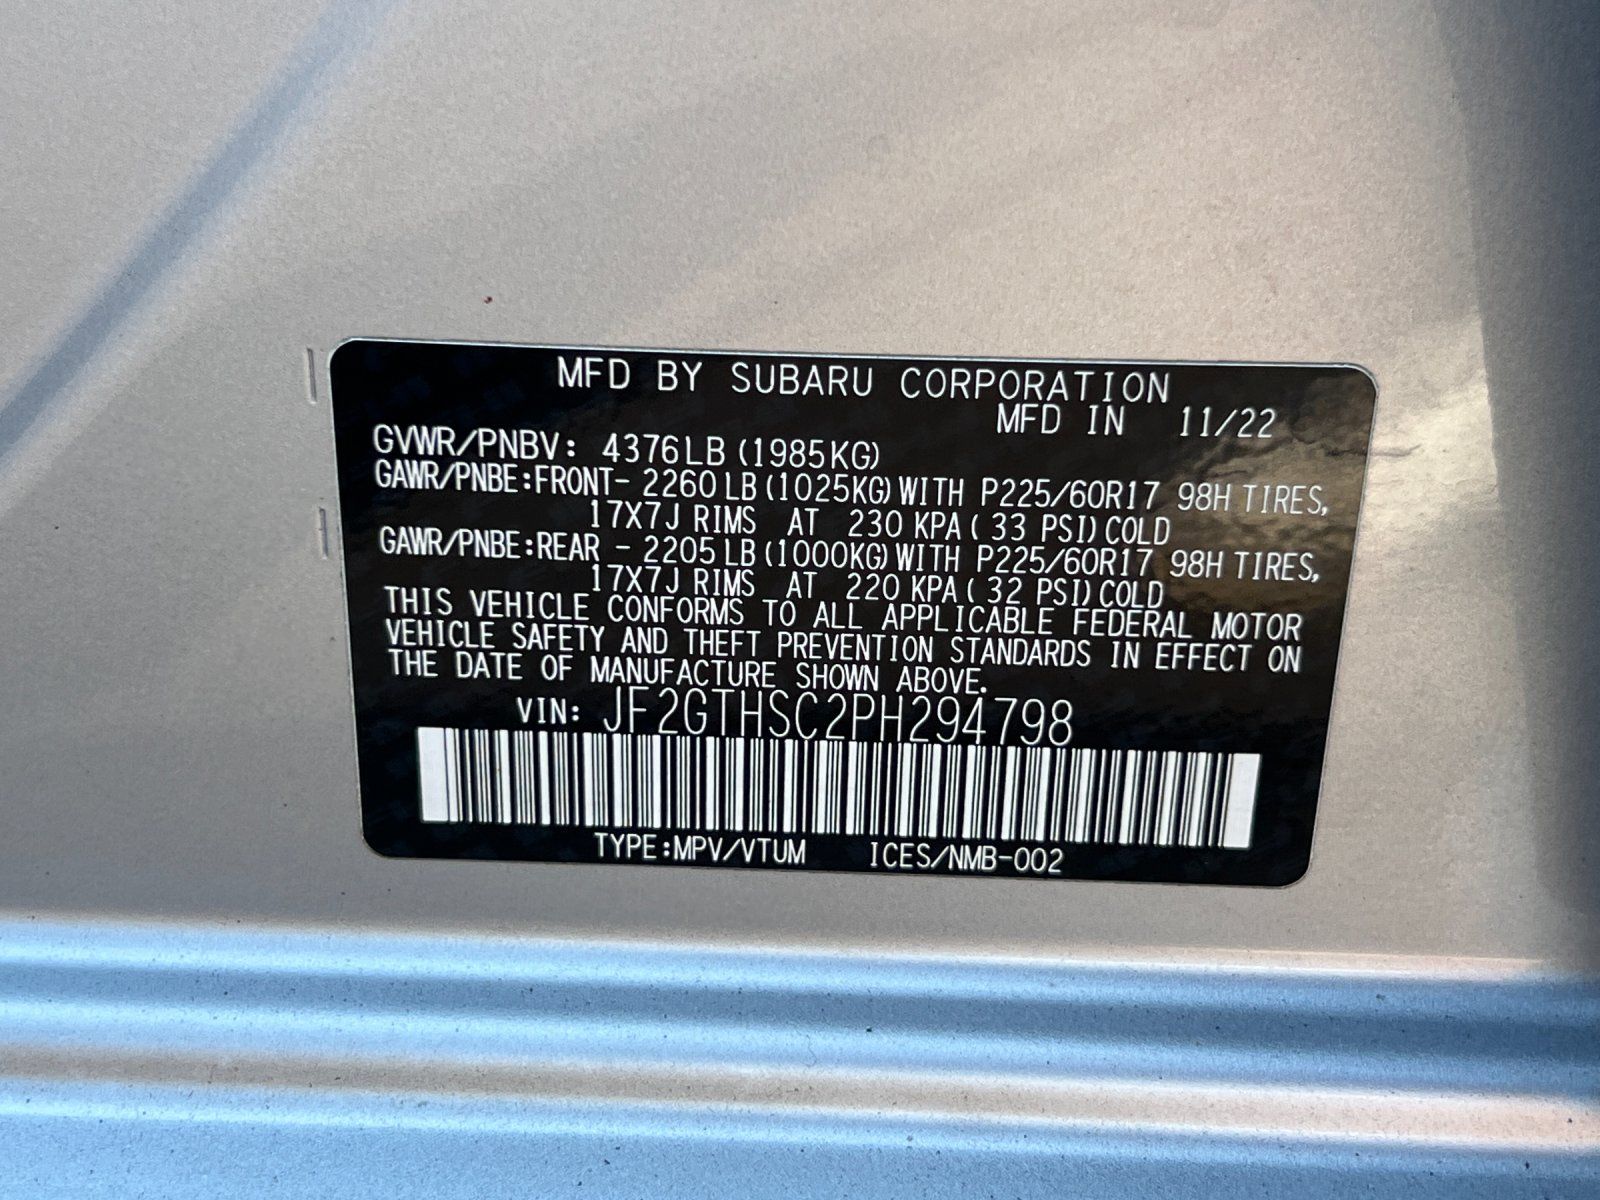 MFD BY SUBARU CORPORATION
MFD IN 11/22
GVWR/PNBV: 4376LB (1985KG)
GAWR/PNBE:FRONT- 2260LB (1025KG) WITH P225/60R17 98H TIRES,
17X7J RIMS AT 230 KPA ( 33 PSI) COLD
GAWR/PNBE:REAR - 2205LB (1000KG) WITH P225/60R17 98H TIRES,
17X7J RIMS AT 220 KPA ( 32 PSI) COLD
THIS VEHICLE CONFORMS TO ALL APPLICABLE FEDERAL MOTOR
VEHICLE SAFETY AND THEFT PREVENTION STANDARDS IN EFFECT ON
THE DATE OF MANUFACTURE SHOWN ABOVE.
VIN: JF2GTHSC2PH294798
TYPE:MPV/VTUM ICES/NMB-002